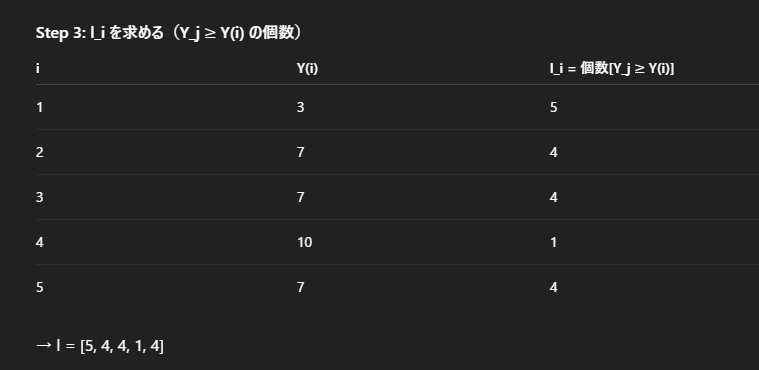 Step 3: l_i を求める（Y_j ≥ Y(i) の個数）
i Y(i) l_i = 個数[Y_j ≥ Y(i)]
1 3 5
2 7 4
3 7 4
4 10 1
5 7 4
→ l = [5, 4, 4, 1, 4]